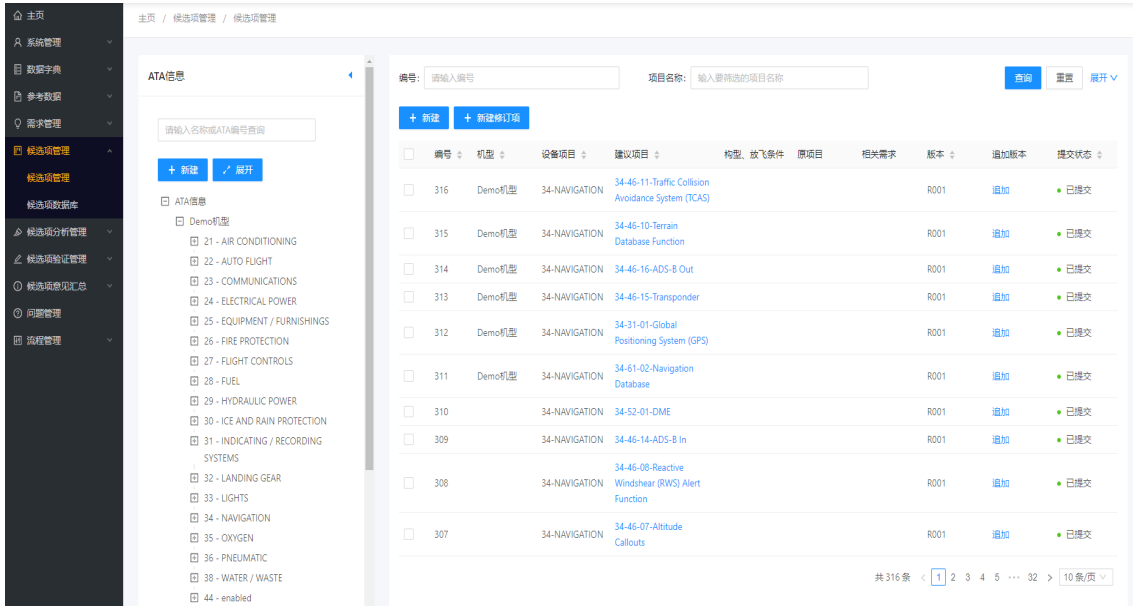 主页
系统管理
数据字典
参考数据
需求管理
候选项管理
候选项管理
候选项数据库
候选项分析管理
候选项验证管理
候选项意见汇总
问题管理
流程管理
主页 / 候选项管理 / 候选项管理
ATA信息
请输入名称或ATA编号查询
+ 新建 展开
ATA信息
Demo机型
21 - AIR CONDITIONING
22 - AUTO FLIGHT
23 - COMMUNICATIONS
24 - ELECTRICAL POWER
25 - EQUIPMENT / FURNISHINGS
26 - FIRE PROTECTION
27 - FLIGHT CONTROLS
28 - FUEL
29 - HYDRAULIC POWER
30 - ICE AND RAIN PROTECTION
31 - INDICATING / RECORDING
SYSTEMS
32 - LANDING GEAR
33 - LIGHTS
34 - NAVIGATION
35 - OXYGEN
36 - PNEUMATIC
38 - WATER / WASTE
44 - enabled
编号: 请输入编号 项目名称: 输入要筛选的项目名称 查询 重置 展开
+ 新建 + 新建修订项
编号 机型 设备项目 建议项目 构型、放飞条件 原项目 相关需求 版本 追加版本 提交状态
316 Demo机型 34-NAVIGATION 34-46-11-Traffic Collision
Avoidance System (TCAS) R001 追加 已提交
315 Demo机型 34-NAVIGATION 34-46-10-Terrain
Database Function R001 追加 已提交
314 Demo机型 34-NAVIGATION 34-46-16-ADS-B Out R001 追加 已提交
313 Demo机型 34-NAVIGATION 34-46-15-Transponder R001 追加 已提交
312 Demo机型 34-NAVIGATION 34-31-01-Global
Positioning System (GPS) R001 追加 已提交
311 Demo机型 34-NAVIGATION 34-61-02-Navigation
Database R001 追加 已提交
310 34-NAVIGATION 34-52-01-DME R001 追加 已提交
309 34-NAVIGATION 34-46-14-ADS-B In R001 追加 已提交
34-46-08-Reactive
308 34-NAVIGATION Windshear (RWS) Alert R001 追加 已提交
Function
307 34-NAVIGATION 34-46-07-Altitude
Callouts R001 追加 已提交
共 316 条 < 1 2 3 4 5 ··· 32 > 10 条/页